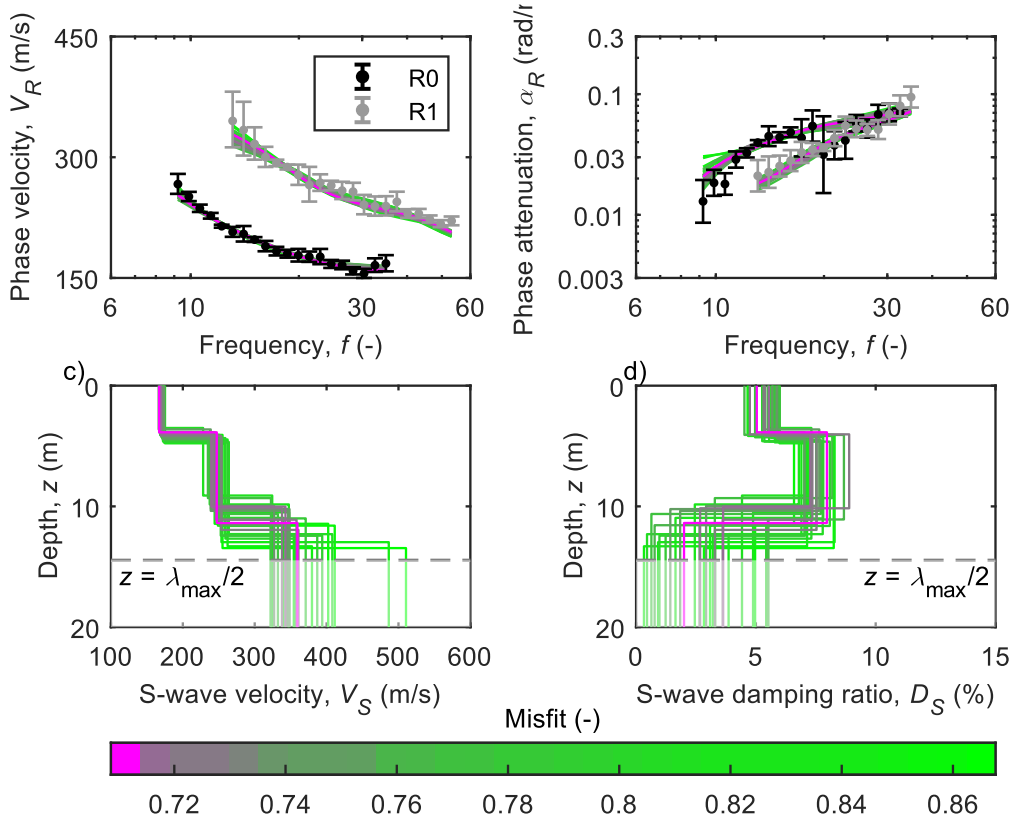 450
300
150
6
10
30
60
Phase velocity, V_R (m/s)
Frequency, f (-)
R0
R1
0.3
0.1
0.03
0.01
0.003
6
10
30
60
Phase attenuation, α_R (rad/
Frequency, f (-)
c)
0
10
20
100
200
300
400
500
600
Depth, z (m)
z = λ_max/2
S-wave velocity, V_S (m/s)
d)
0
10
20
0
5
10
15
Depth, z (m)
z = λ_max/2
S-wave damping ratio, D_S (%)
Misfit (-)
0.72
0.74
0.76
0.78
0.8
0.82
0.84
0.86